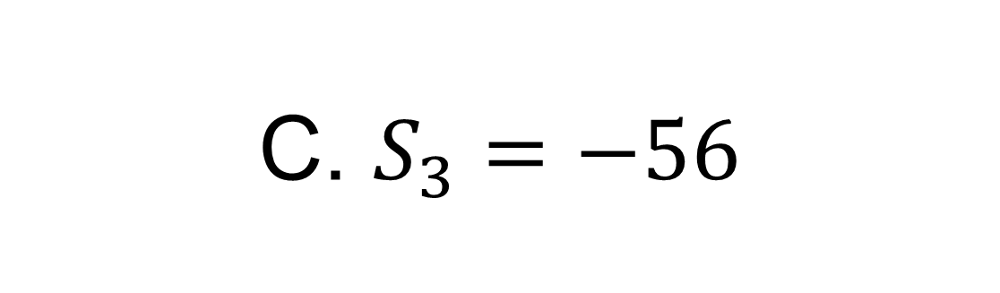 C. S₃ = −56